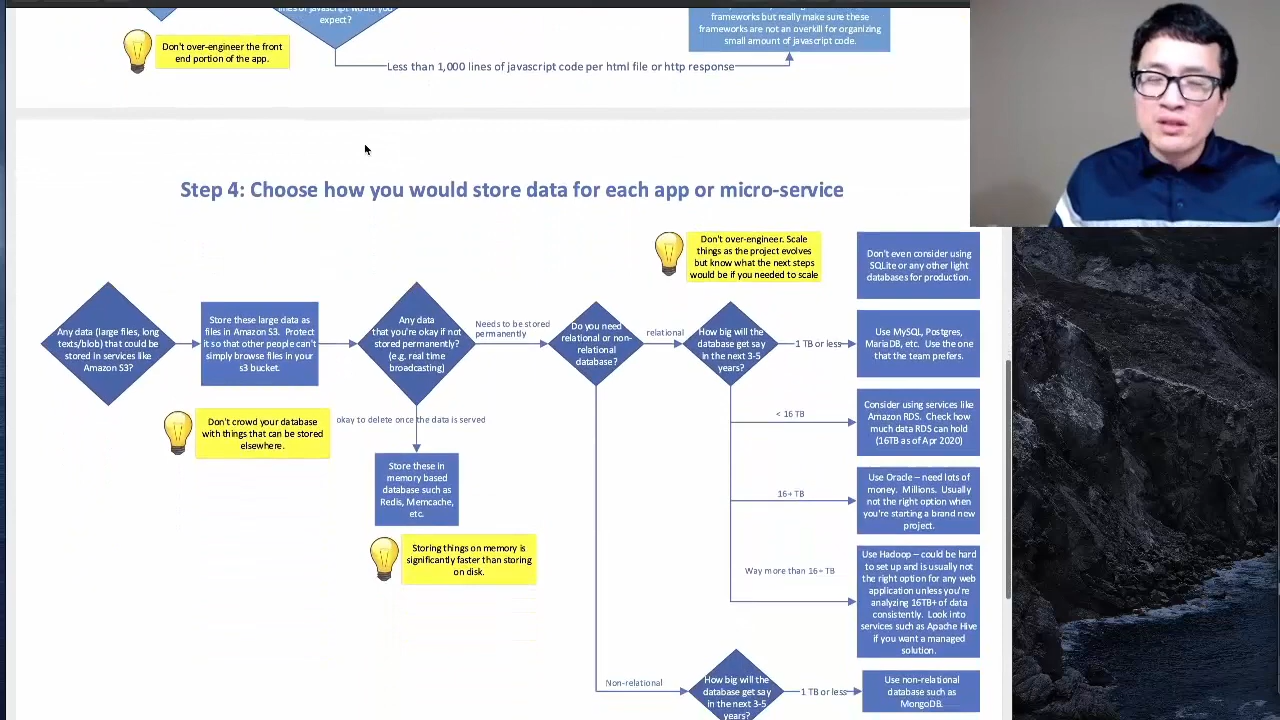 lines of javascript would you
expect?
frameworks but really make sure these
frameworks are not an overkill for organizing
small amount of javascript code.
Don't over-engineer the front
end portion of the app.
Less than 1,000 lines of javascript code per html file or http response
Step 4: Choose how you would store data for each app or micro-service
Don't over-engineer. Scale
things as the project evolves
but know what the next steps
would be if you needed to scale
Don't even consider using
SQLite or any other light
databases for production.
Any data (large files, long
texts/blob) that could be
stored in services like
Amazon S3?
Store these large data as
files in Amazon S3. Protect
it so that other people can't
simply browse files in your
s3 bucket.
Any data
that you're okay if not
stored permanently?
(e.g. real time
broadcasting)
Needs to be stored
permanently
Do you need
relational or non-
relational
database?
relational
How big will the
database get say
in the next 3-5
years?
1 TB or less
Use MySQL, Postgres,
MariaDB, etc. Use the one
that the team prefers.
Don't crowd your database
with things that can be stored
elsewhere.
okay to delete once the data is served
< 16 TB
Consider using services like
Amazon RDS. Check how
much data RDS can hold
(16TB as of Apr 2020)
Store these in
memory based
database such as
Redis, Memcache,
etc.
16+ TB
Use Oracle – need lots of
money. Millions. Usually
not the right option when
you're starting a brand new
project.
Storing things on memory is
significantly faster than storing
on disk.
Way more than 16+ TB
Use Hadoop – could be hard
to set up and is usually not
the right option for any web
application unless you're
analyzing 16TB+ of data
consistently. Look into
services such as Apache Hive
if you want a managed
solution.
Non-relational
How big will the
database get say
in the next 3-5
years?
1 TB or less
Use non-relational
database such as
MongoDB.